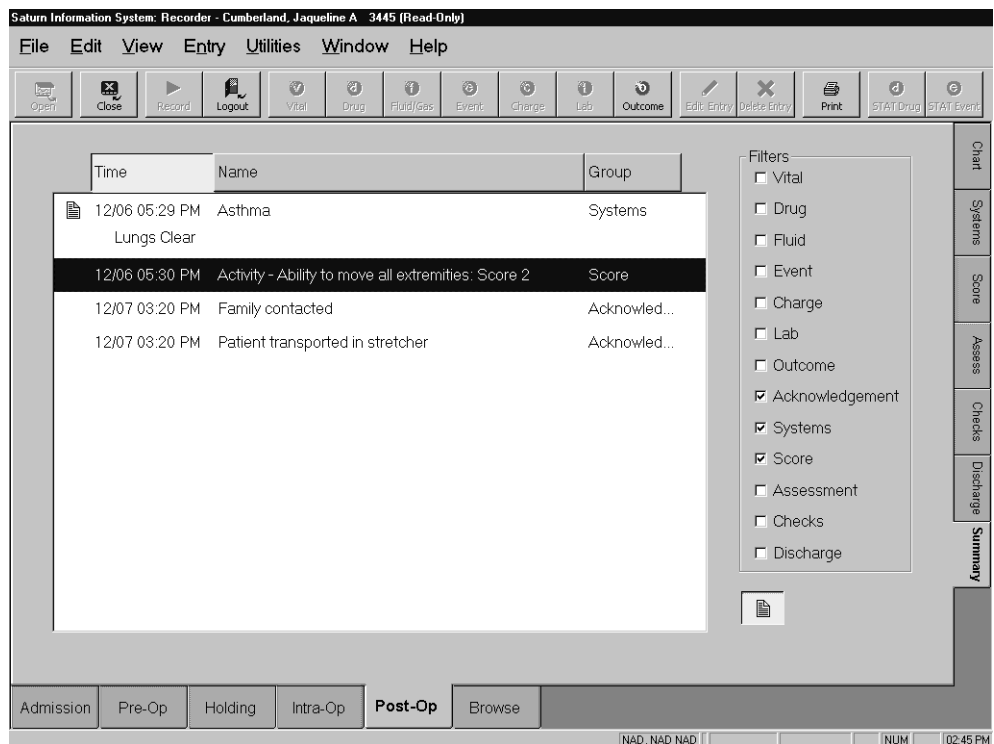 Saturn Information System: Recorder - Cumberland, Jaqueline A 3445 (Read-Only)
File Edit View Entry Utilities Window Help
Open Close Record Logout Vital Drug Fluid/Gas Event Charge Lab Outcome Edit Entry Delete Entry Print STAT Drug STAT Event
Time Name Group
12/06 05:29 PM Asthma Systems
Lungs Clear
12/06 05:30 PM Activity - Ability to move all extremities: Score 2 Score
12/07 03:20 PM Family contacted Acknowled...
12/07 03:20 PM Patient transported in stretcher Acknowled...
Filters
Vital
Drug
Fluid
Event
Charge
Lab
Outcome
Acknowledgement
Systems
Score
Assessment
Checks
Discharge
Chart
Systems
Score
Assess
Checks
Discharge
Summary
Admission Pre-Op Holding Intra-Op Post-Op Browse
NAD, NAD NAD NUM 02:45 PM